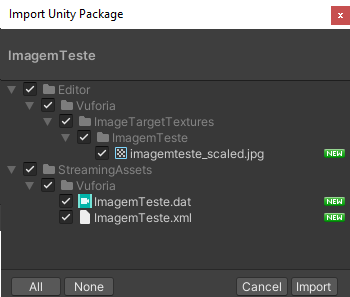 Import Unity Package
x
ImagemTeste
Editor
Vuforia
ImageTargetTextures
ImagemTeste
imagemteste_scaled.jpg NEW
StreamingAssets
Vuforia
ImagemTeste.dat NEW
ImagemTeste.xml NEW
All None Cancel Import